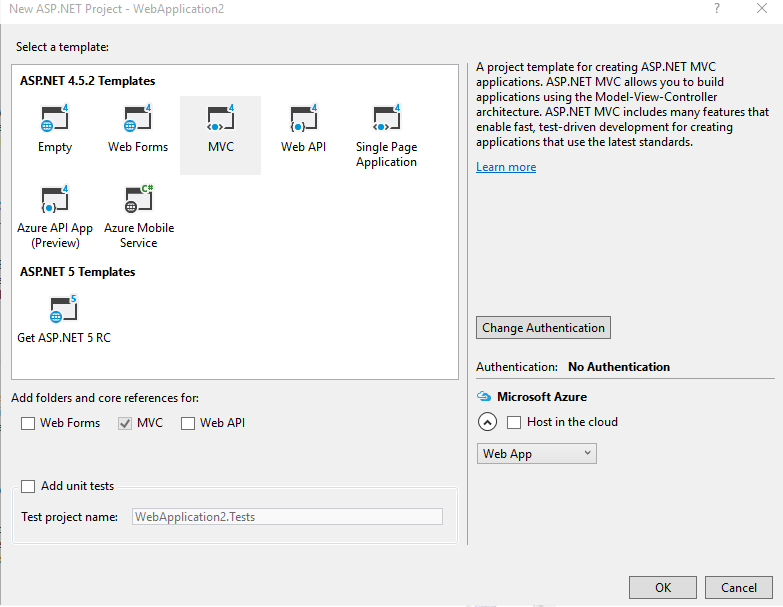 New ASP.NET Project - WebApplication2
?
Select a template:
ASP.NET 4.5.2 Templates
4
Empty
4
Web Forms
4
MVC
4
Web API
4
Single Page
Application
4
Azure API App
(Preview)
C#
Azure Mobile
Service
ASP.NET 5 Templates
5
Get ASP.NET 5 RC
A project template for creating ASP.NET MVC
applications. ASP.NET MVC allows you to build
applications using the Model-View-Controller
architecture. ASP.NET MVC includes many features that
enable fast, test-driven development for creating
applications that use the latest standards.
Learn more
Change Authentication
Authentication: No Authentication
Microsoft Azure
Host in the cloud
Web App
Add folders and core references for:
Web Forms MVC Web API
Add unit tests
Test project name: WebApplication2.Tests
OK Cancel